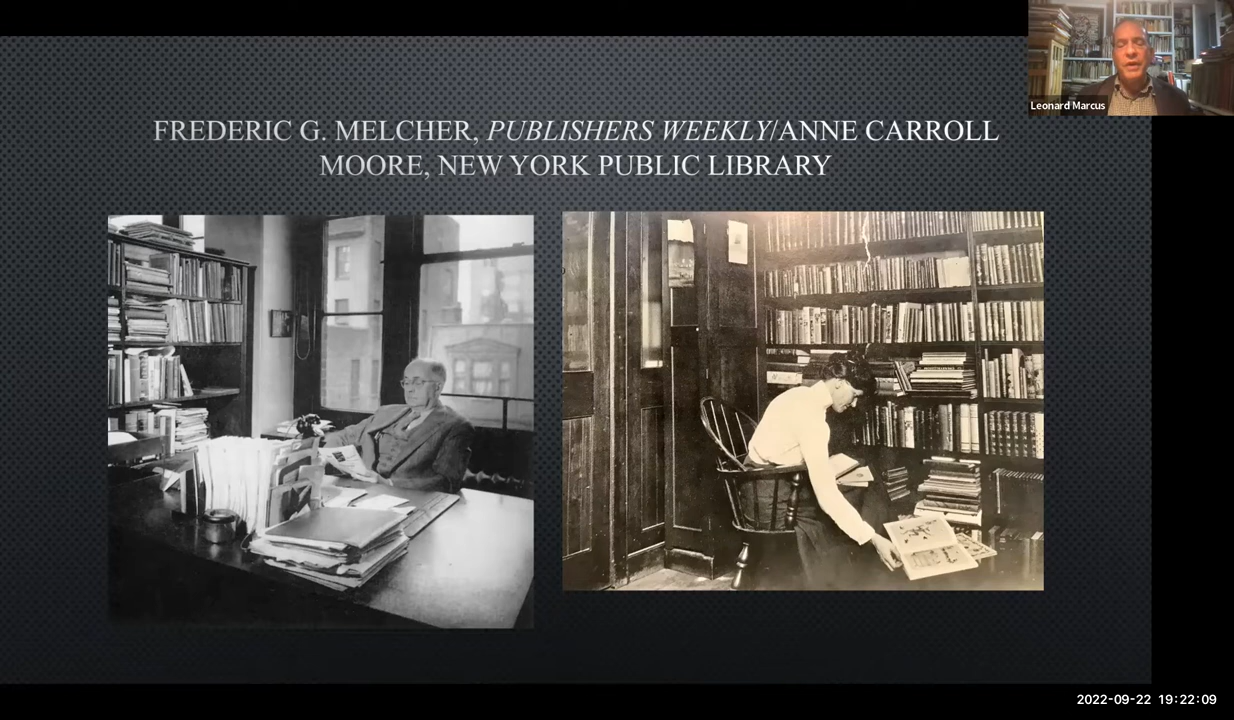 FREDERIC G. MELCHER, PUBLISHERS WEEKLY/ANNE CARROLL
MOORE, NEW YORK PUBLIC LIBRARY
Leonard Marcus
2022-09-22 19:22:09